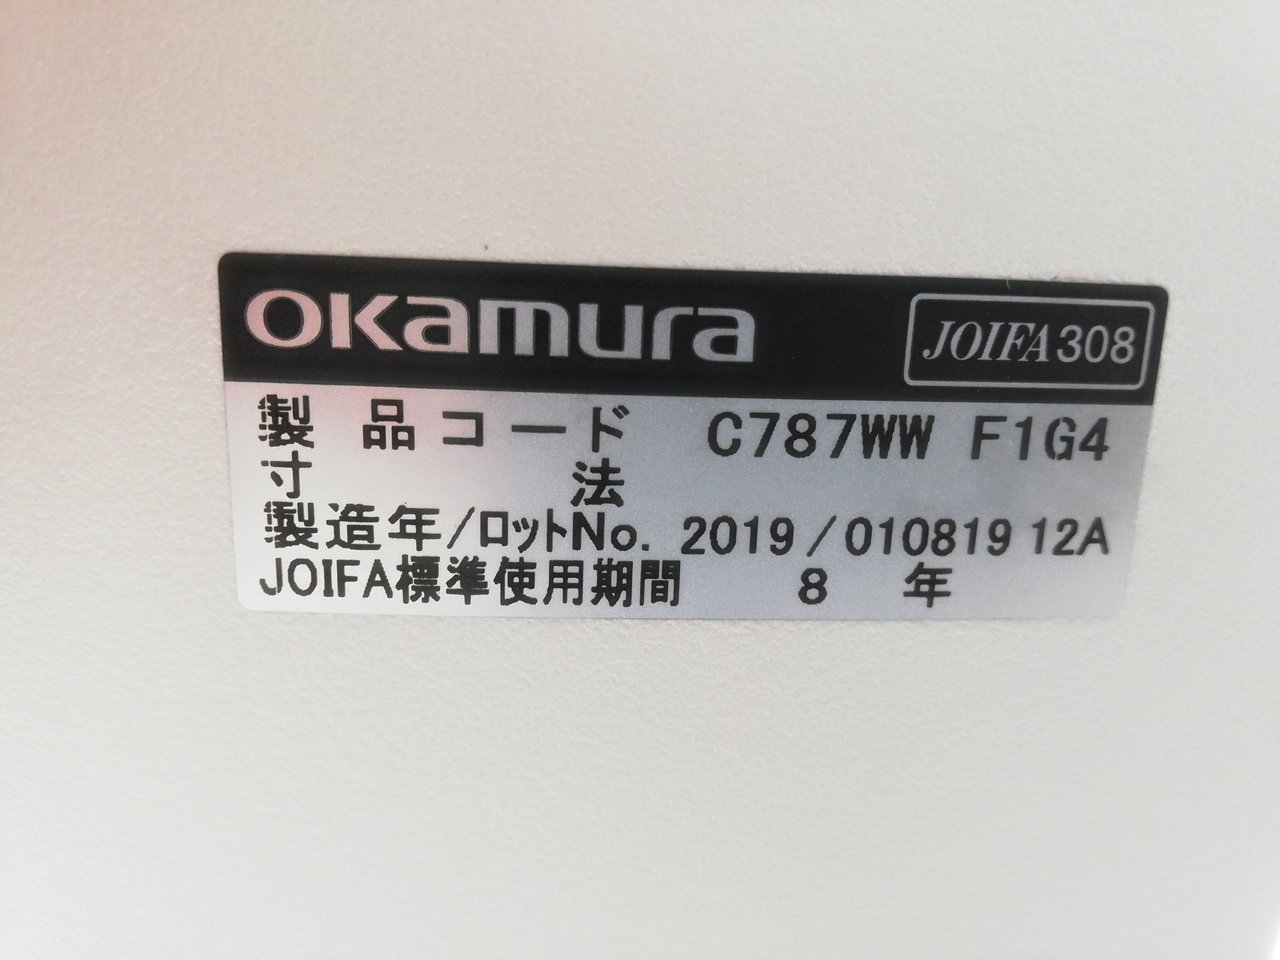 OKamura JOIFA308
製品コード C787WW F1G4
寸法
製造年/ロットNo. 2019/010819 12A
JOIFA標準使用期間 8 年